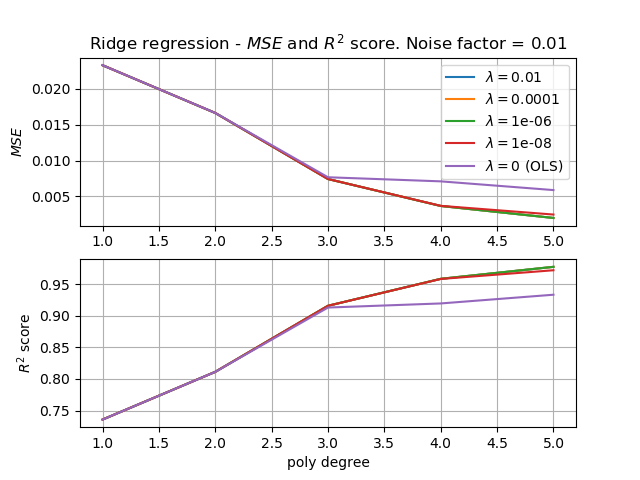 Ridge regression - MSE and R² score. Noise factor = 0.01
MSE
0.020
0.015
0.010
0.005
λ = 0.01
λ = 0.0001
λ = 1e-06
λ = 1e-08
λ = 0 (OLS)
1.0 1.5 2.0 2.5 3.0 3.5 4.0 4.5 5.0
R² score
0.95
0.90
0.85
0.80
0.75
1.0 1.5 2.0 2.5 3.0 3.5 4.0 4.5 5.0
poly degree